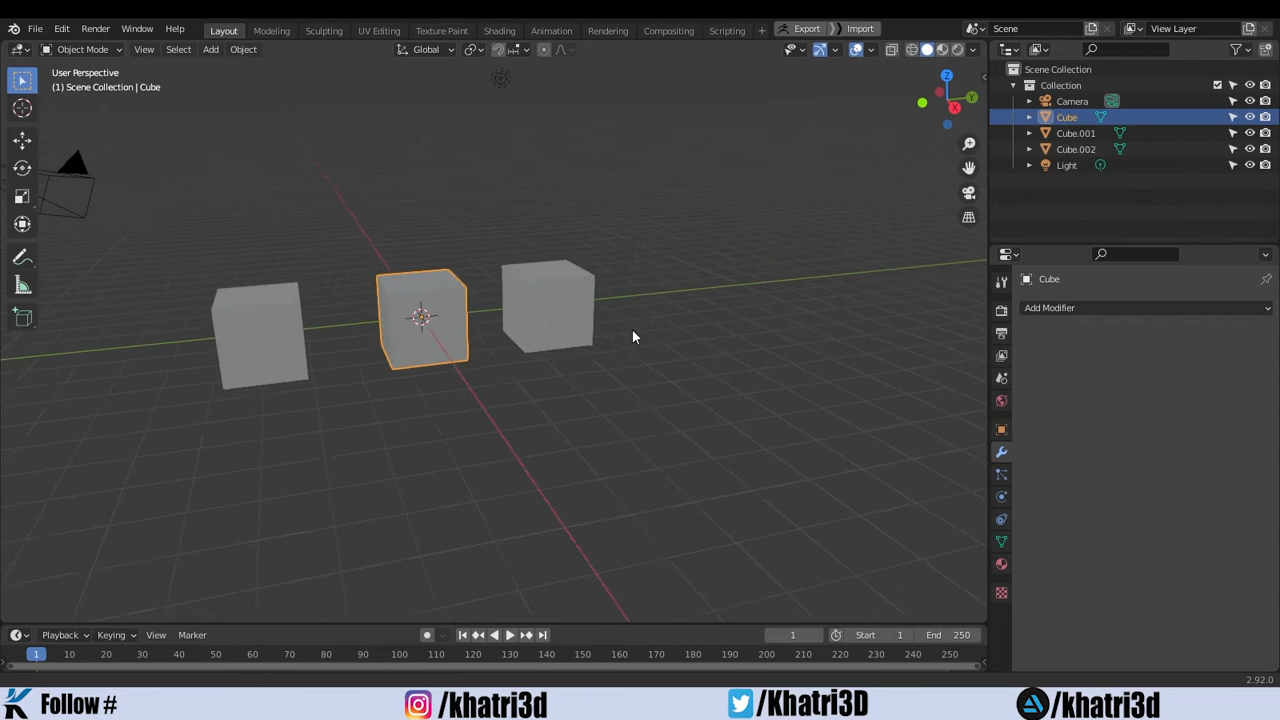 File Edit Render Window Help Layout Modeling Sculpting UV Editing Texture Paint Shading Animation Rendering Compositing Scripting + Export Import Scene View Layer
Object Mode View Select Add Object Global
User Perspective
(1) Scene Collection | Cube
Z
Y
X
Scene Collection
Collection
Camera
Cube
Cube.001
Cube.002
Light
Cube
Add Modifier
Playback Keying View Marker 1 Start 1 End 250
1 10 20 30 40 50 60 70 80 90 100 110 120 130 140 150 160 170 180 190 200 210 220 230 240 250
2.92.0
Follow # /khatri3d /Khatri3D /khatri3d